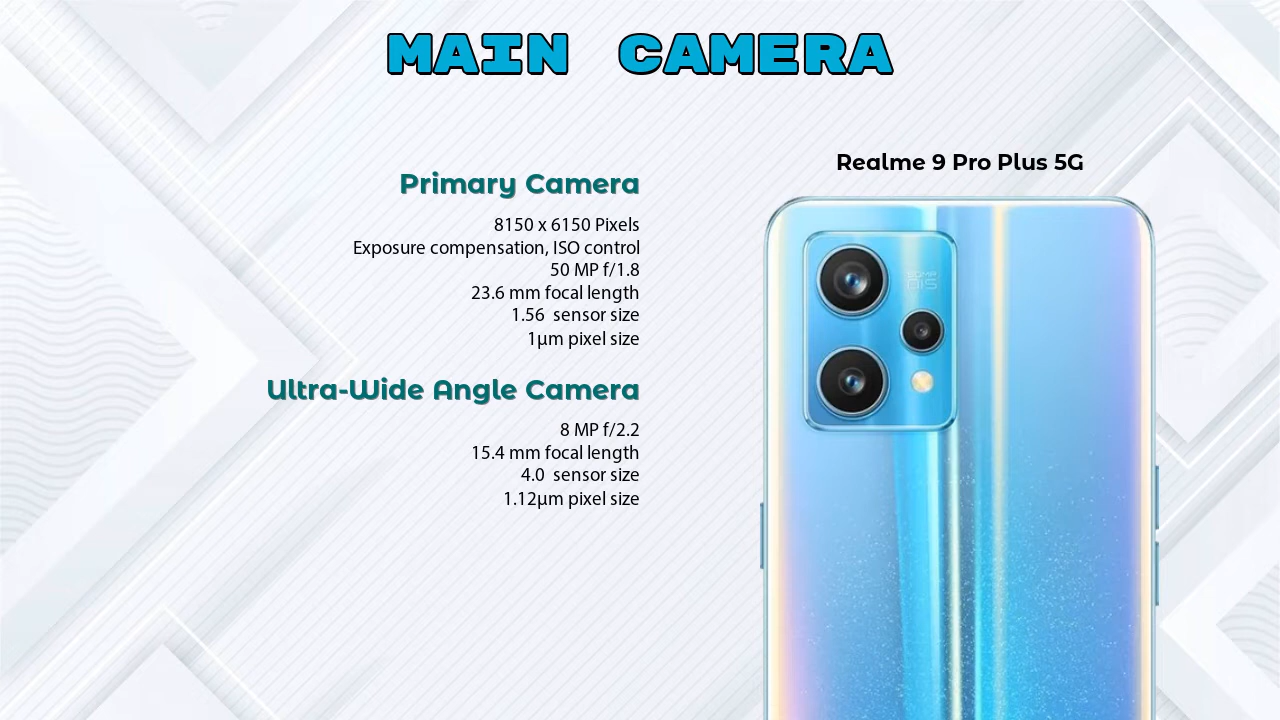 MAIN CAMERA
Realme 9 Pro Plus 5G
Primary Camera
8150 x 6150 Pixels
Exposure compensation, ISO control
50 MP f/1.8
23.6 mm focal length
1.56  sensor size
1µm pixel size
Ultra-Wide Angle Camera
8 MP f/2.2
15.4 mm focal length
4.0  sensor size
1.12µm pixel size
50MP
OIS